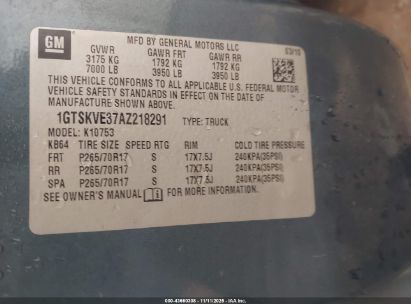 GM
MFD BY GENERAL MOTORS LLC
03/10
GVWR GAWR FRT GAWR RR
3175 KG 1792 KG 1792 KG
7000 LB 3950 LB 3950 LB
THIS VEHICLE CONFORMS TO ALL APPLICABLE U.S. FEDERAL MOTOR
VEHICLE SAFETY STANDARDS IN EFFECT ON THE DATE OF
MANUFACTURE SHOWN ABOVE.
1GTSKVE37AZ218291 TYPE: TRUCK
MODEL: K10753
KB64 TIRE SIZE SPEED RTG RIM COLD TIRE PRESSURE
FRT P265/70R17 S 17X7.5J 240KPA(35PSI)
RR P265/70R17 S 17X7.5J 240KPA(35PSI)
SPA P265/70R17 S 17X7.5J 240KPA(35PSI)
SEE OWNER'S MANUAL FOR MORE INFORMATION.